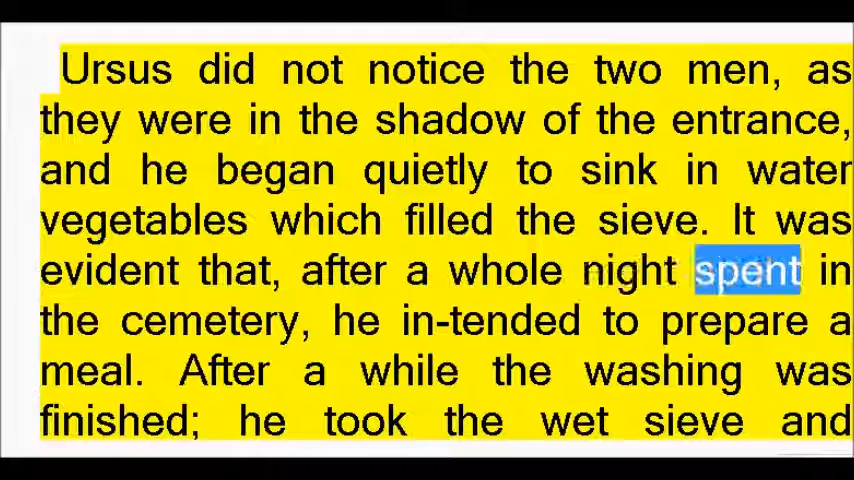 Ursus did not notice the two men, as
they were in the shadow of the entrance,
and he began quietly to sink in water
vegetables which filled the sieve. It was
evident that, after a whole night spent in
the cemetery, he in-tended to prepare a
meal. After a while the washing was
finished; he took the wet sieve and